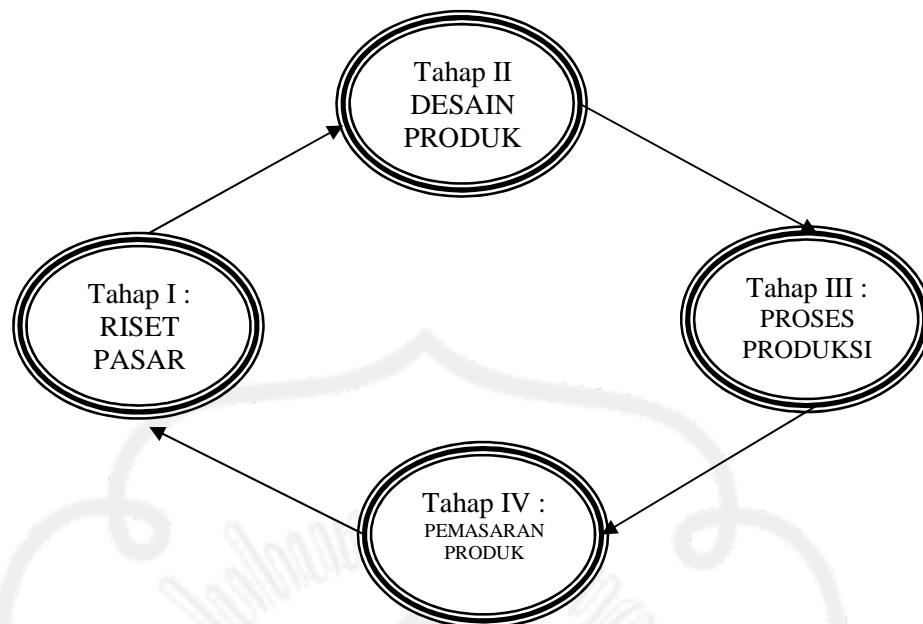 Tahap II
DESAIN
PRODUK
Tahap I :
RISET
PASAR
Tahap III :
PROSES
PRODUKSI
Tahap IV :
PEMASARAN
PRODUK